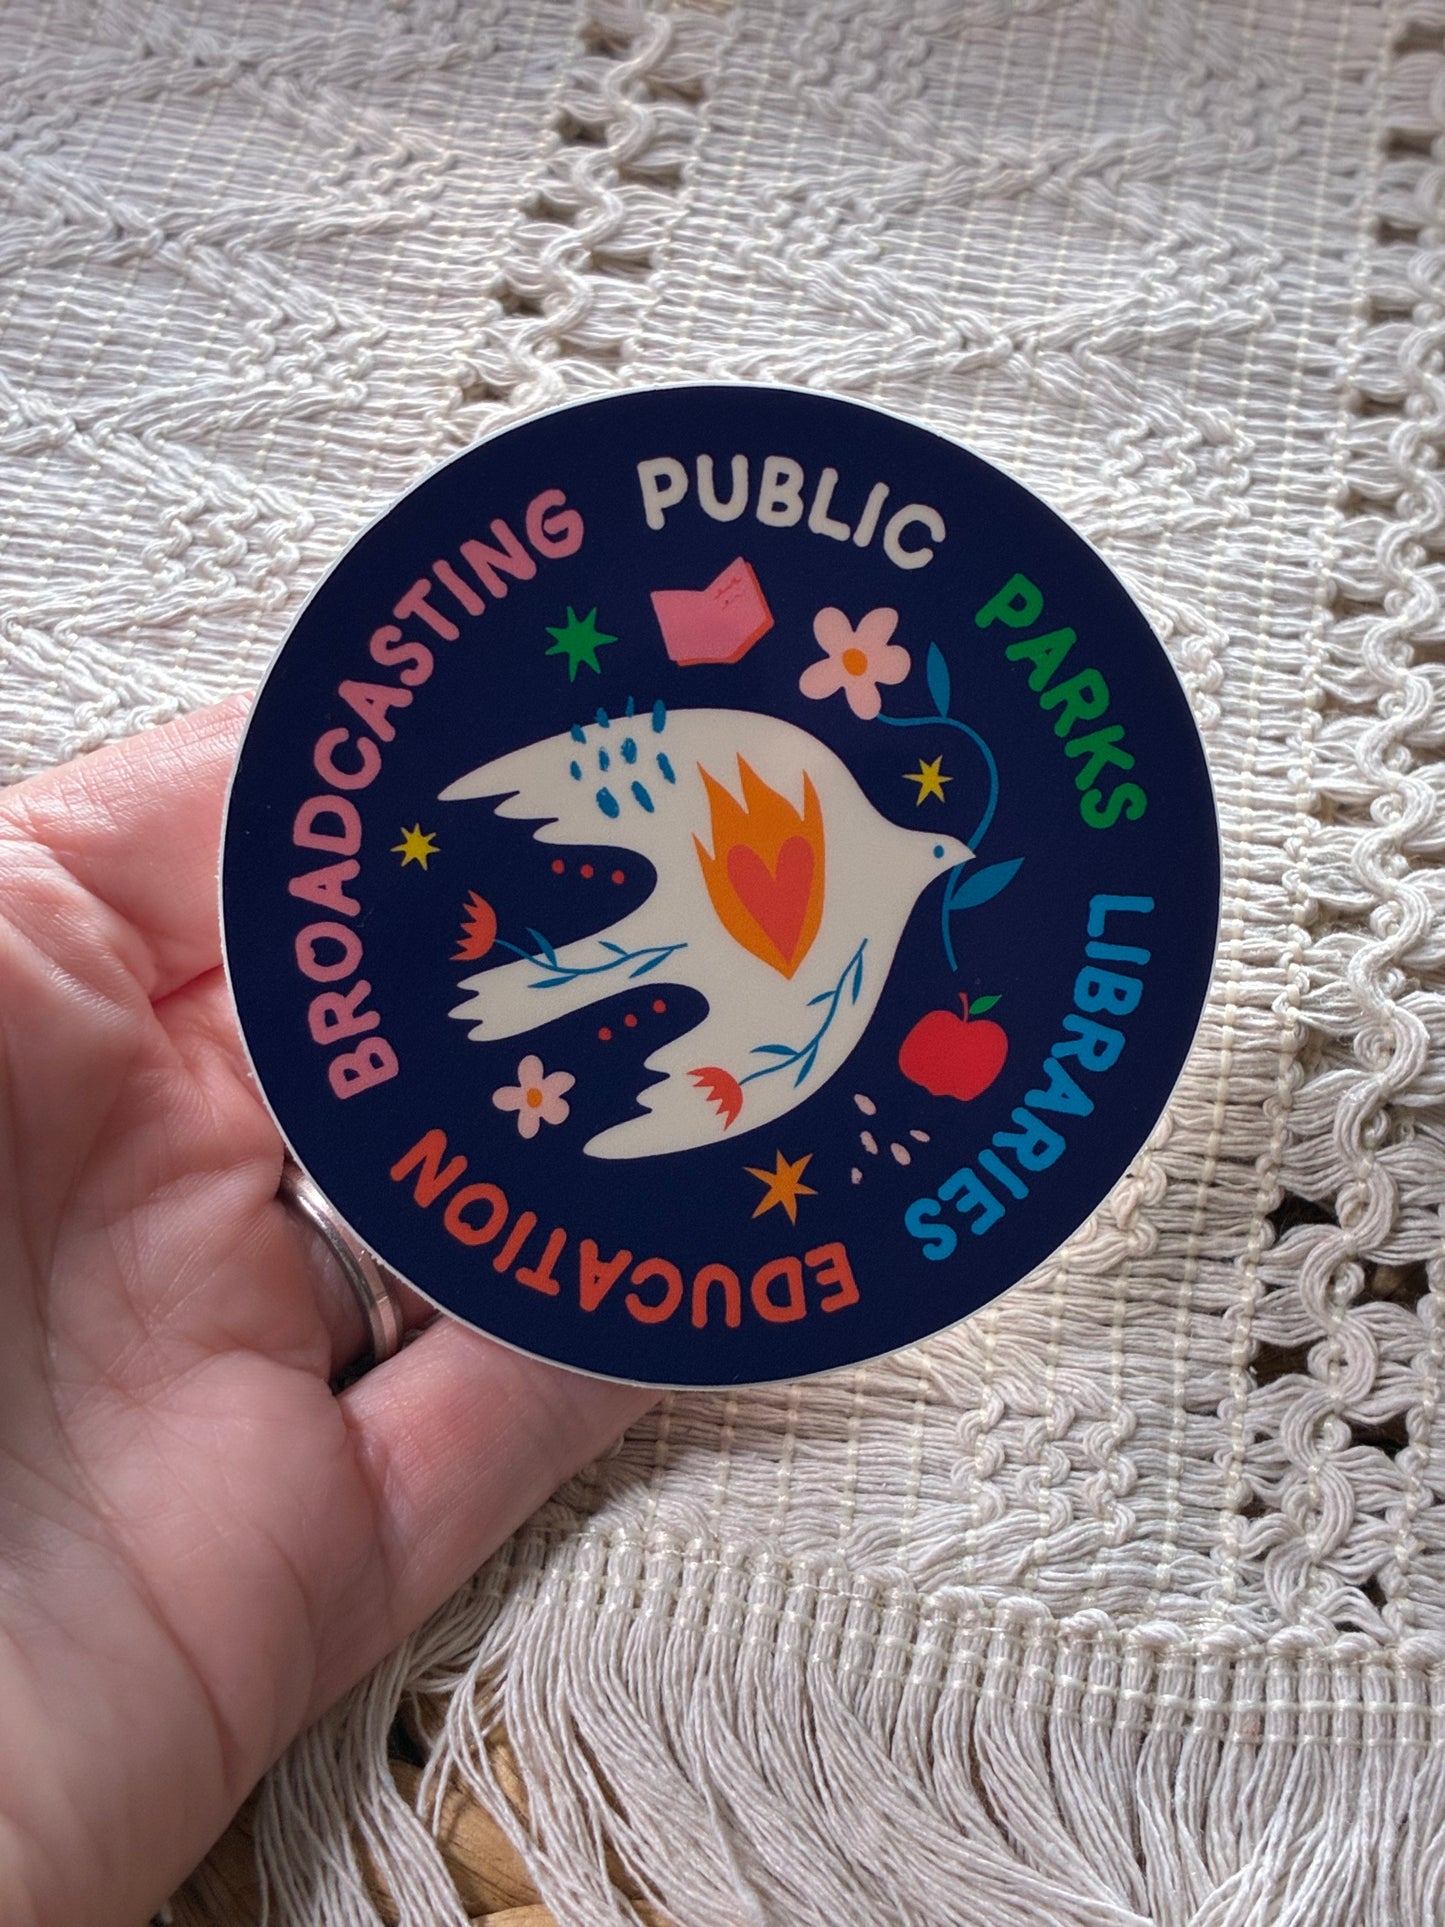 PUBLIC
PARKS
LIBRARIES
EDUCATION
BROADCASTING